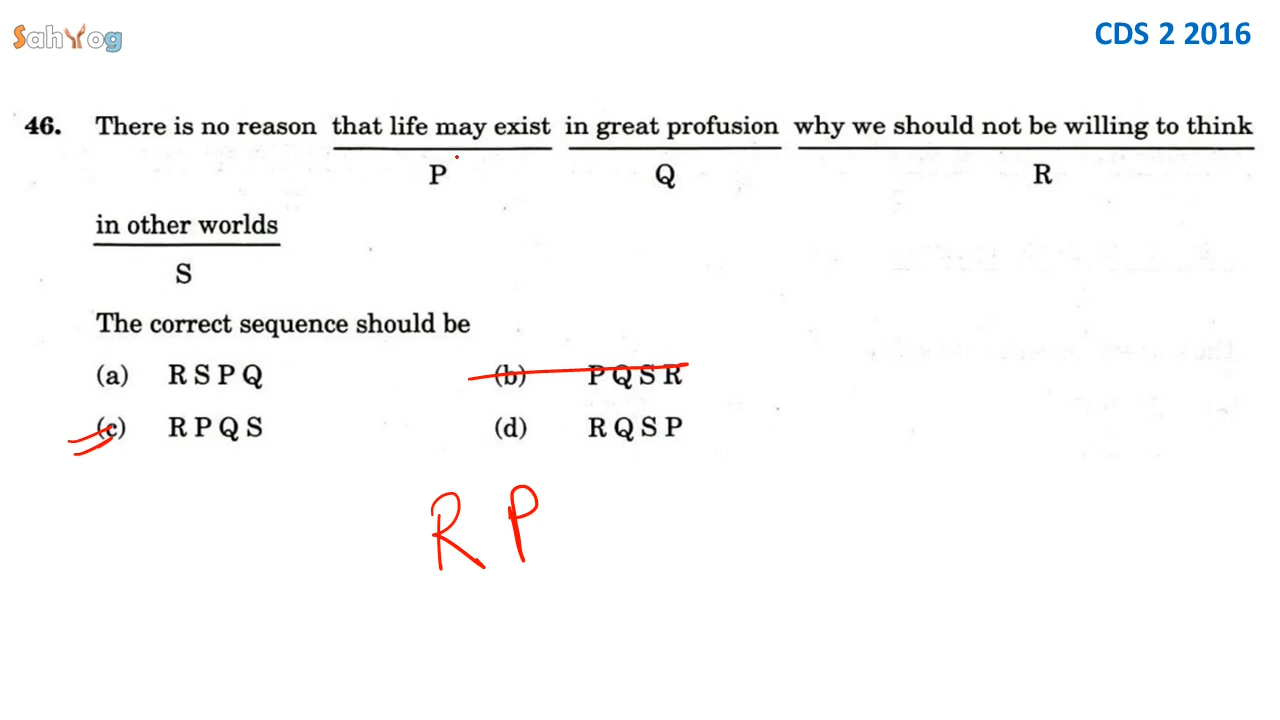 SahYog
CDS 2 2016
46. There is no reason that life may exist in great profusion why we should not be willing to think
P Q R
in other worlds
S
The correct sequence should be
(a) R S P Q (b) P Q S R
(c) R P Q S (d) R Q S P
R P